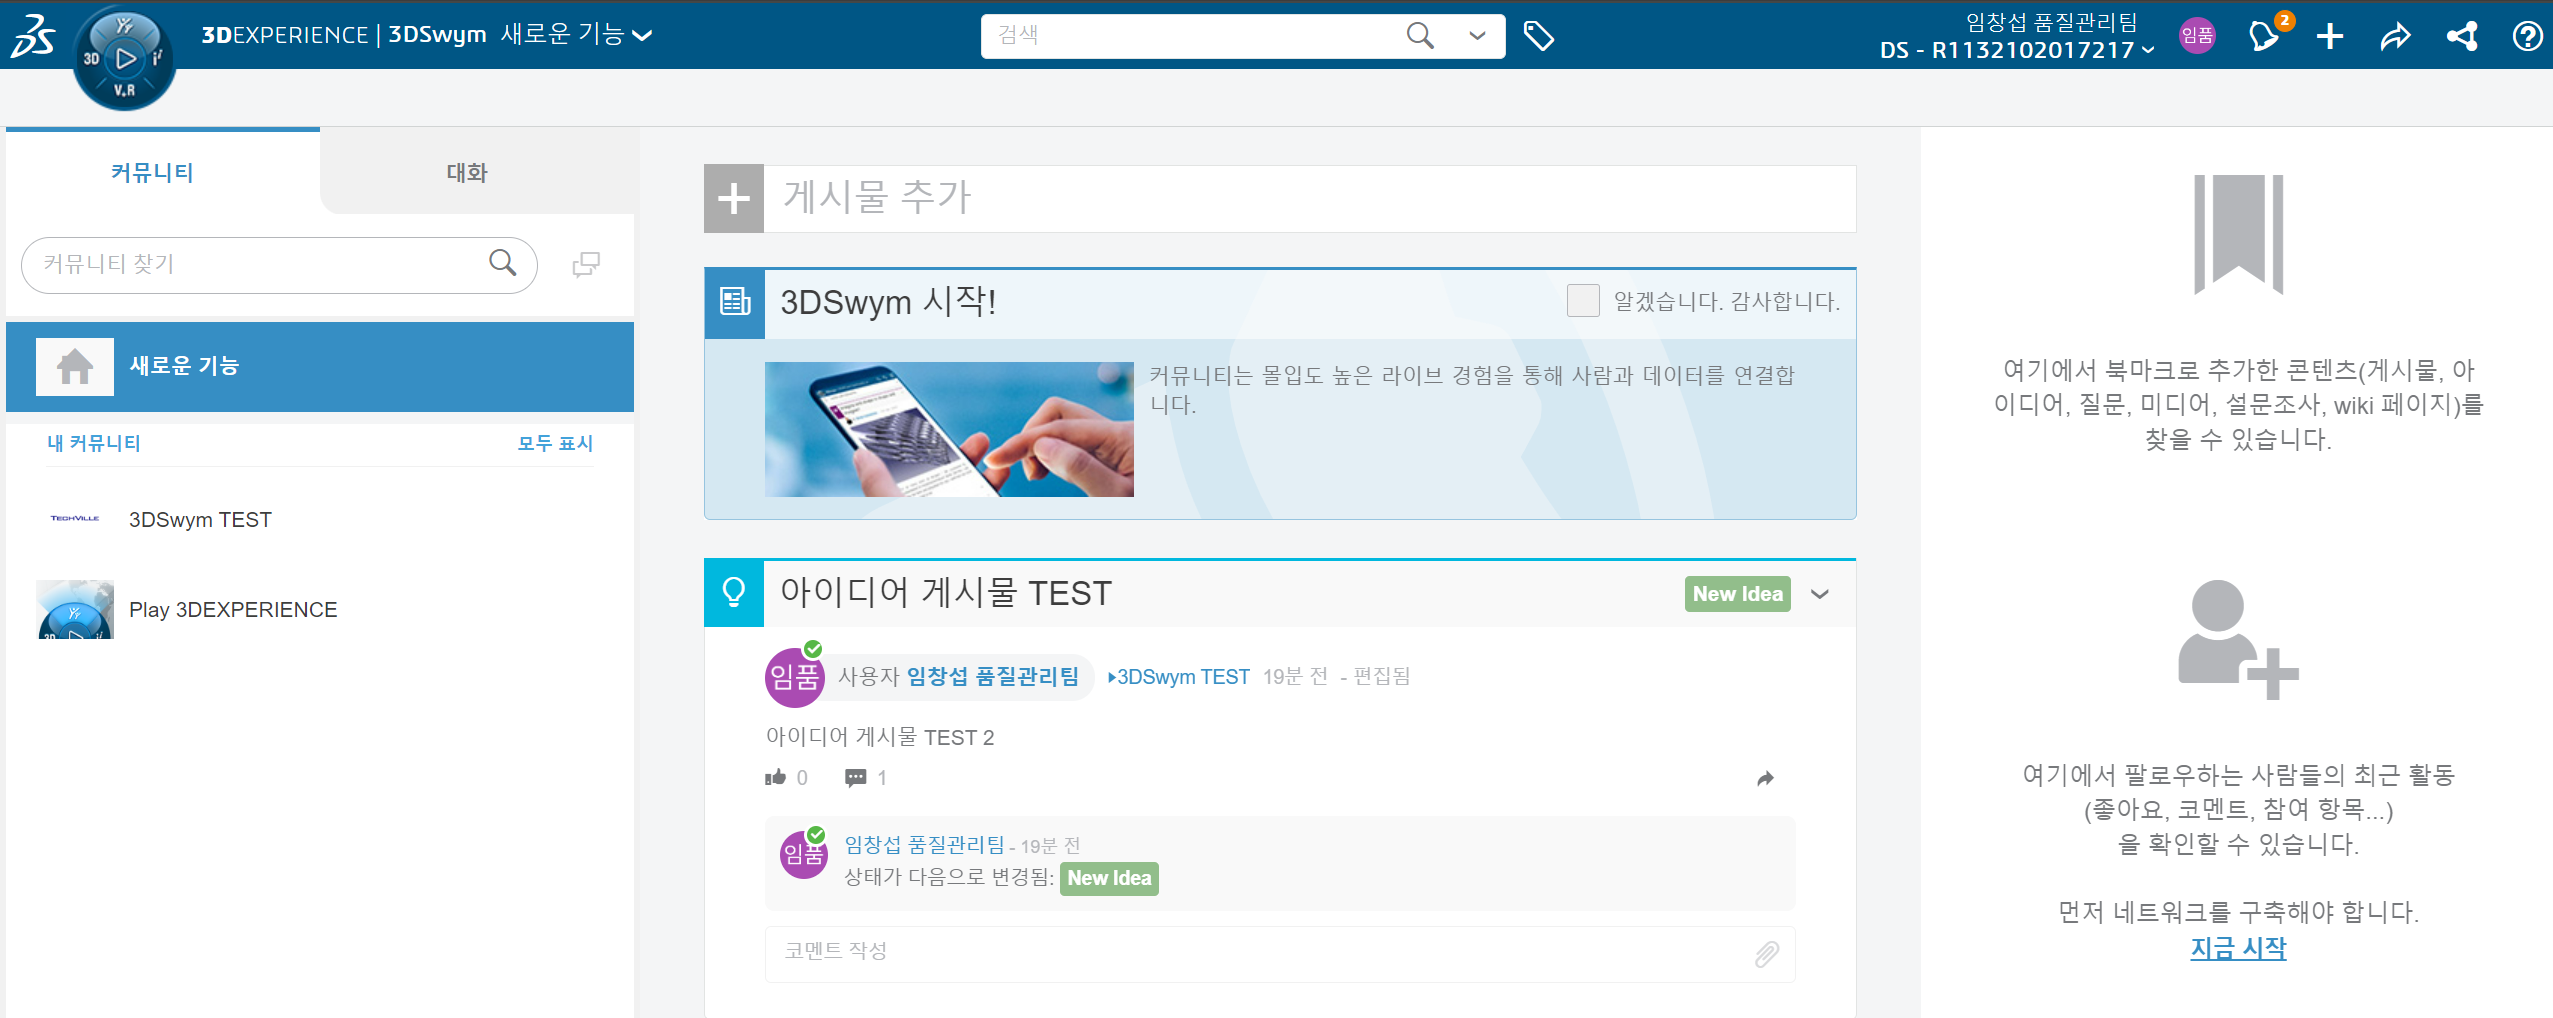 3DEXPERIENCE | 3DSwym 새로운 기능
검색
임창섭 품질관리팀
DS - R1132102017217
임품
2
3D
V.R
커뮤니티
대화
커뮤니티 찾기
새로운 기능
내 커뮤니티
모두 표시
TECHVILLE
3DSwym TEST
Play 3DEXPERIENCE
게시물 추가
3DSwym 시작!
알겠습니다. 감사합니다.
커뮤니티는 몰입도 높은 라이브 경험을 통해 사람과 데이터를 연결합
니다.
아이디어 게시물 TEST
New Idea
임품
사용자 임창섭 품질관리팀
3DSwym TEST 19분 전 - 편집됨
아이디어 게시물 TEST 2
0
1
임품
임창섭 품질관리팀 - 19분 전
상태가 다음으로 변경됨: New Idea
코멘트 작성
여기에서 북마크로 추가한 콘텐츠(게시물, 아
이디어, 질문, 미디어, 설문조사, wiki 페이지)를
찾을 수 있습니다.
여기에서 팔로우하는 사람들의 최근 활동
(좋아요, 코멘트, 참여 항목...)
을 확인할 수 있습니다.
먼저 네트워크를 구축해야 합니다.
지금 시작